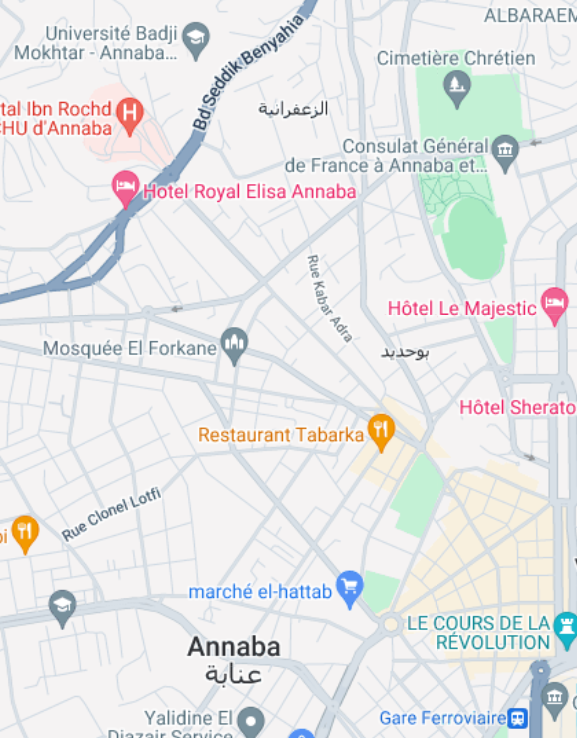 ALBARAEM
Université Badji
Mokhtar - Annaba...
Cimetière Chrétien
Bd Seddik Benyahia
tal Ibn Rochd
CHU d'Annaba
الزعفرانية
Consulat Général
de France à Annaba et...
Hotel Royal Elisa Annaba
Rue Kabar Adra
Hôtel Le Majestic
Mosquée El Forkane
بوحديد
Hôtel Sherato
Restaurant Tabarka
Rue Clonel Lotfi
oi
marché el-hattab
LE COURS DE LA
RÉVOLUTION
Annaba
عنابة
Yalidine El
Djazair Service
Gare Ferroviaire